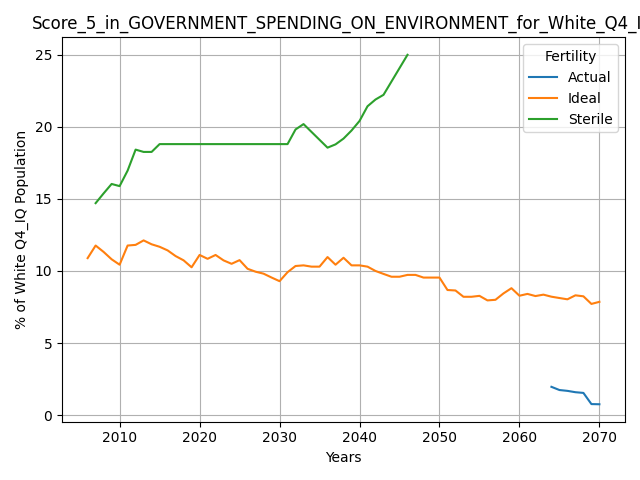 Score_5_in_GOVERNMENT_SPENDING_ON_ENVIRONMENT_for_White_Q4_I
Fertility
Actual
Ideal
Sterile
25
20
15
10
5
0
% of White Q4_IQ Population
2010 2020 2030 2040 2050 2060 2070
Years